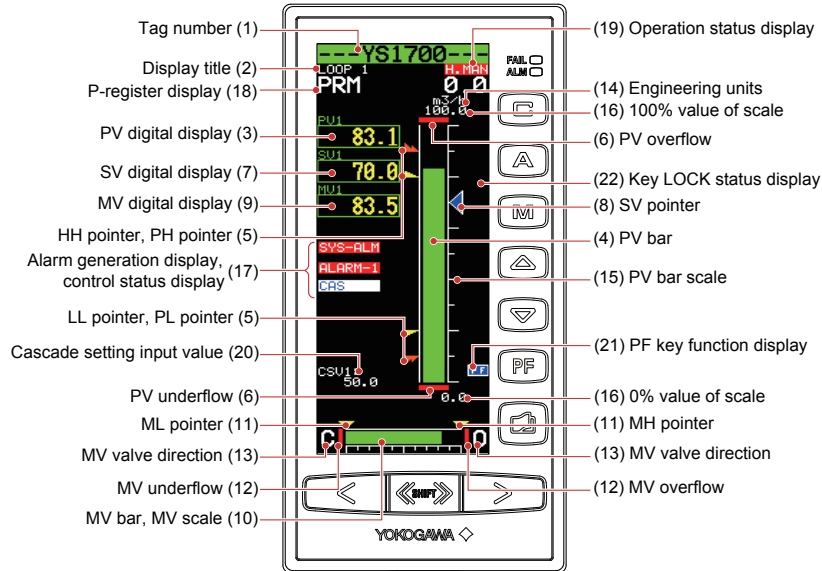 Tag number (1)
Display title (2)
P-register display (18)
PV digital display (3)
SV digital display (7)
MV digital display (9)
HH pointer, PH pointer (5)
Alarm generation display,
control status display (17)
LL pointer, PL pointer (5)
Cascade setting input value (20)
PV underflow (6)
ML pointer (11)
MV valve direction (13)
MV underflow (12)
MV bar, MV scale (10)
---YS1700---
LOOP 1
H.MAN
PRM
0 0
m3/h
100.0
PV1
83.1
SV1
70.0
MV1
83.5
SYS-ALM
ALARM-1
CAS
CSV1:
50.0
PF
0.0
C
O
FAIL
ALM
C
A
M
PF
<
SHIFT
>
YOKOGAWA
(19) Operation status display
(14) Engineering units
(16) 100% value of scale
(6) PV overflow
(22) Key LOCK status display
(8) SV pointer
(4) PV bar
(15) PV bar scale
(21) PF key function display
(16) 0% value of scale
(11) MH pointer
(13) MV valve direction
(12) MV overflow